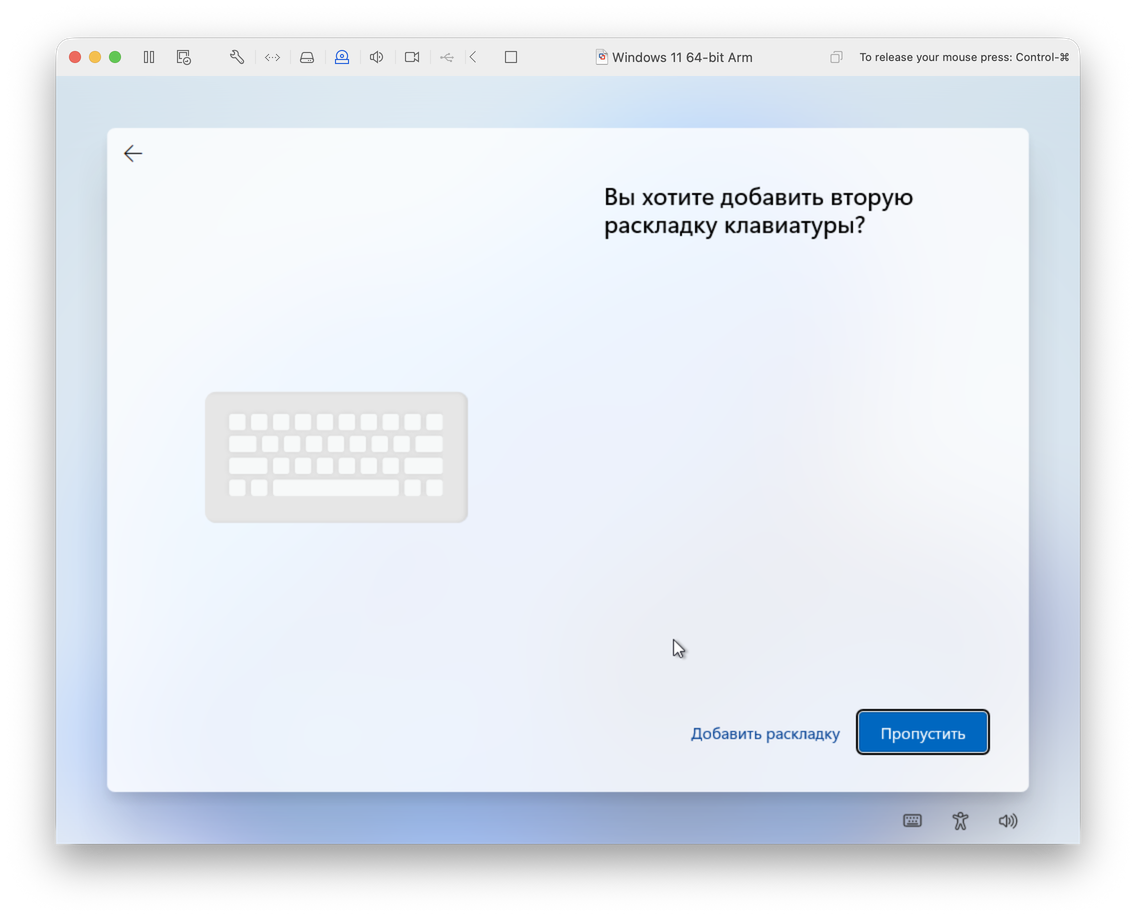 Windows 11 64-bit Arm
To release your mouse press: Control-⌘
Вы хотите добавить вторую
раскладку клавиатуры?
Добавить раскладку
Пропустить